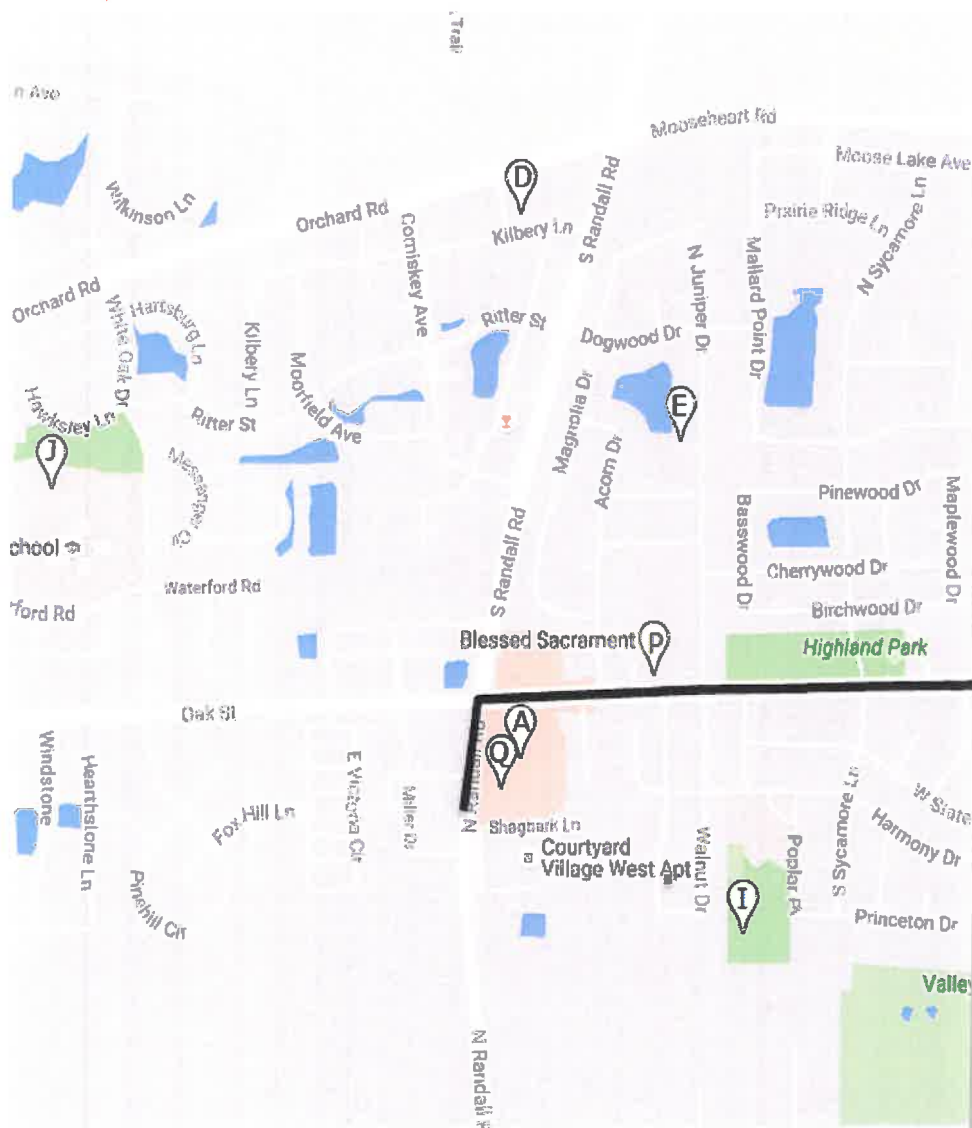 Trail
n Ave
Mooseheart Rd
Moose Lake Ave
D
Wilkinson Ln
Orchard Rd
Comiskey Ave
Kilbery Ln
S Randall Rd
Prairie Ridge Ln
N Sycamore Ln
Orchard Rd
White Oak Dr
Hartsburg Ln
Kilbery Ln
Ritter St
Dogwood Dr
N Juniper Dr
Mallard Point Dr
Hawksley Ln
Ritter St
Moorfield Ave
Magnolia Dr
Acorn Dr
E
J
Messenger Cir
Pinewood Dr
Maplewood Dr
Basswood Dr
chool
S Randall Rd
Cherrywood Dr
Waterford Rd
rford Rd
Birchwood Dr
Blessed Sacrament
P
Highland Park
Oak St
A
Q
N Randall Rd
Windstone
Hearthstone Ln
Fox Hill Ln
E Victoria Cir
Miller Dr
Shagbark Ln
Courtyard
Village West Apt
Walnut Dr
Poplar Pl
S Sycamore Ln
W State
Harmony Dr
Pinehill Cir
I
Princeton Dr
Valley
N Randall R